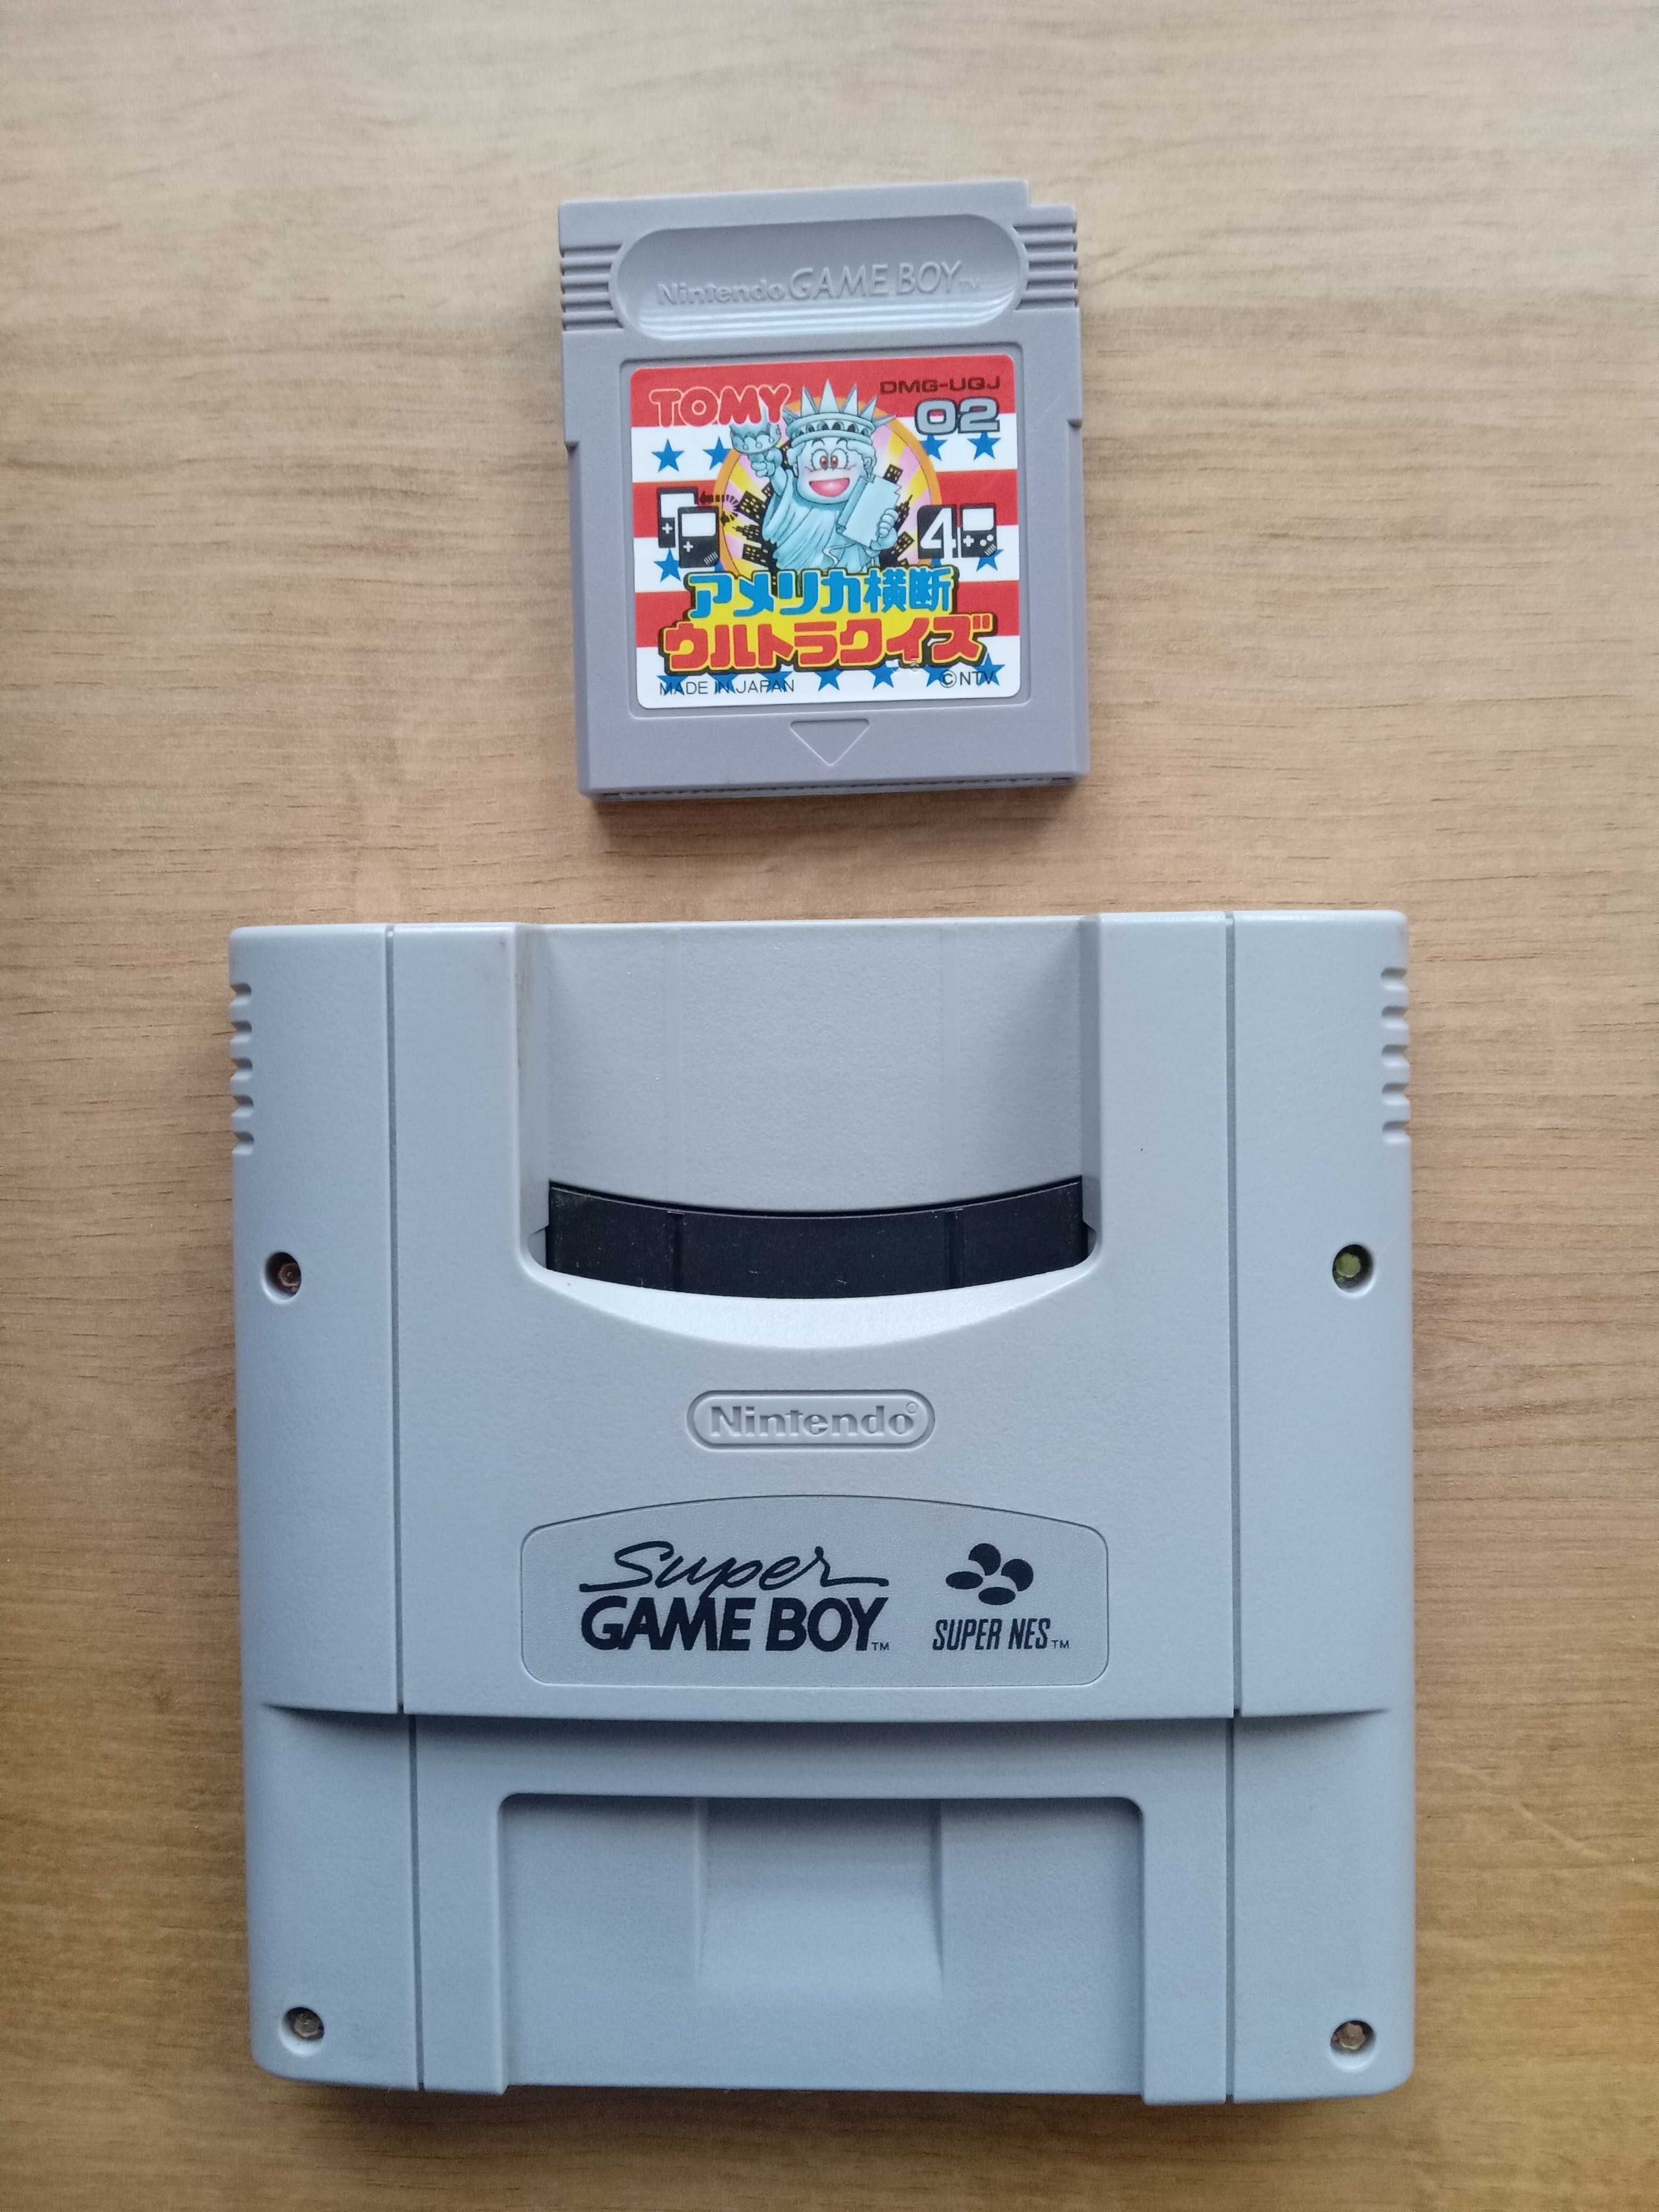 Nintendo GAME BOY TM
TOMY
DMG-UQJ
02
4
アメリカ横断
ウルトラクイズ
MADE IN JAPAN
©NTV
Nintendo®
Super
GAME BOY TM
SUPER NES TM